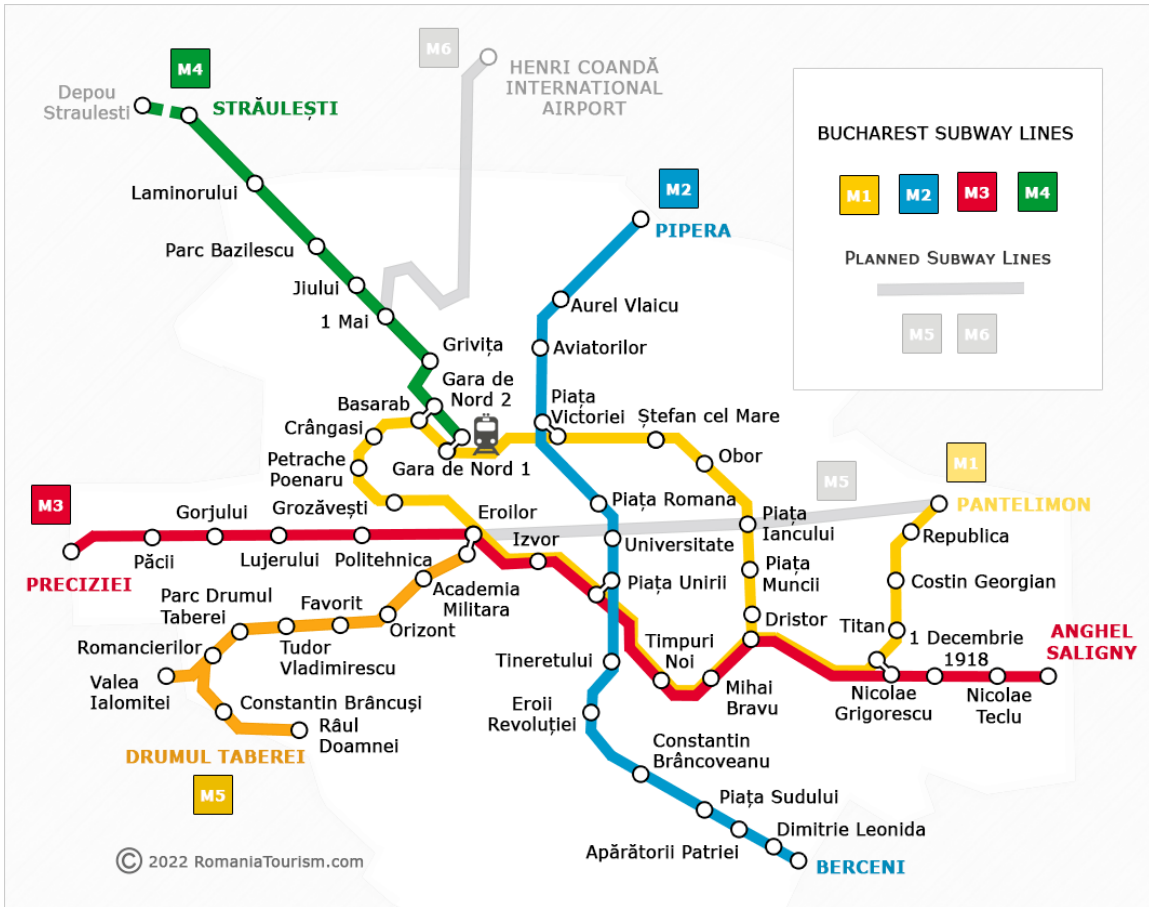 M4
M6
HENRI COANDĂ
INTERNATIONAL
AIRPORT
Depou
Straulesti
STRĂULEȘTI
BUCHAREST SUBWAY LINES
M1
M2
M3
M4
PLANNED SUBWAY LINES
M5
M6
Laminorului
M2
PIPERA
Parc Bazilescu
Jiului
Aurel Vlaicu
1 Mai
Grivița
Aviatorilor
Gara de
Nord 2
Basarab
Piața
Victoriei
Ștefan cel Mare
Crângasi
Gara de Nord 1
Obor
Petrache
Poenaru
M5
M1
PANTELIMON
M3
Grozăvești
Piața Romana
Gorjului
Eroilor
Izvor
Universitate
Piața
Iancului
Republica
Păcii
Lujerului
Politehnica
PRECIZIEI
Piața Unirii
Piața
Muncii
Costin Georgian
Parc Drumul
Taberei
Favorit
Academia
Militara
Orizont
Dristor
Titan
1 Decembrie
1918
ANGHEL
SALIGNY
Romancierilor
Tudor
Vladimirescu
Tineretului
Timpuri
Noi
Mihai
Bravu
Nicolae
Grigorescu
Nicolae
Teclu
Valea
Ialomitei
Constantin Brâncuși
Râul
Doamnei
Eroii
Revoluției
DRUMUL TABEREI
M5
Constantin
Brâncoveanu
Piața Sudului
Dimitrie Leonida
Apărătorii Patriei
BERCENI
© 2022 RomaniaTourism.com